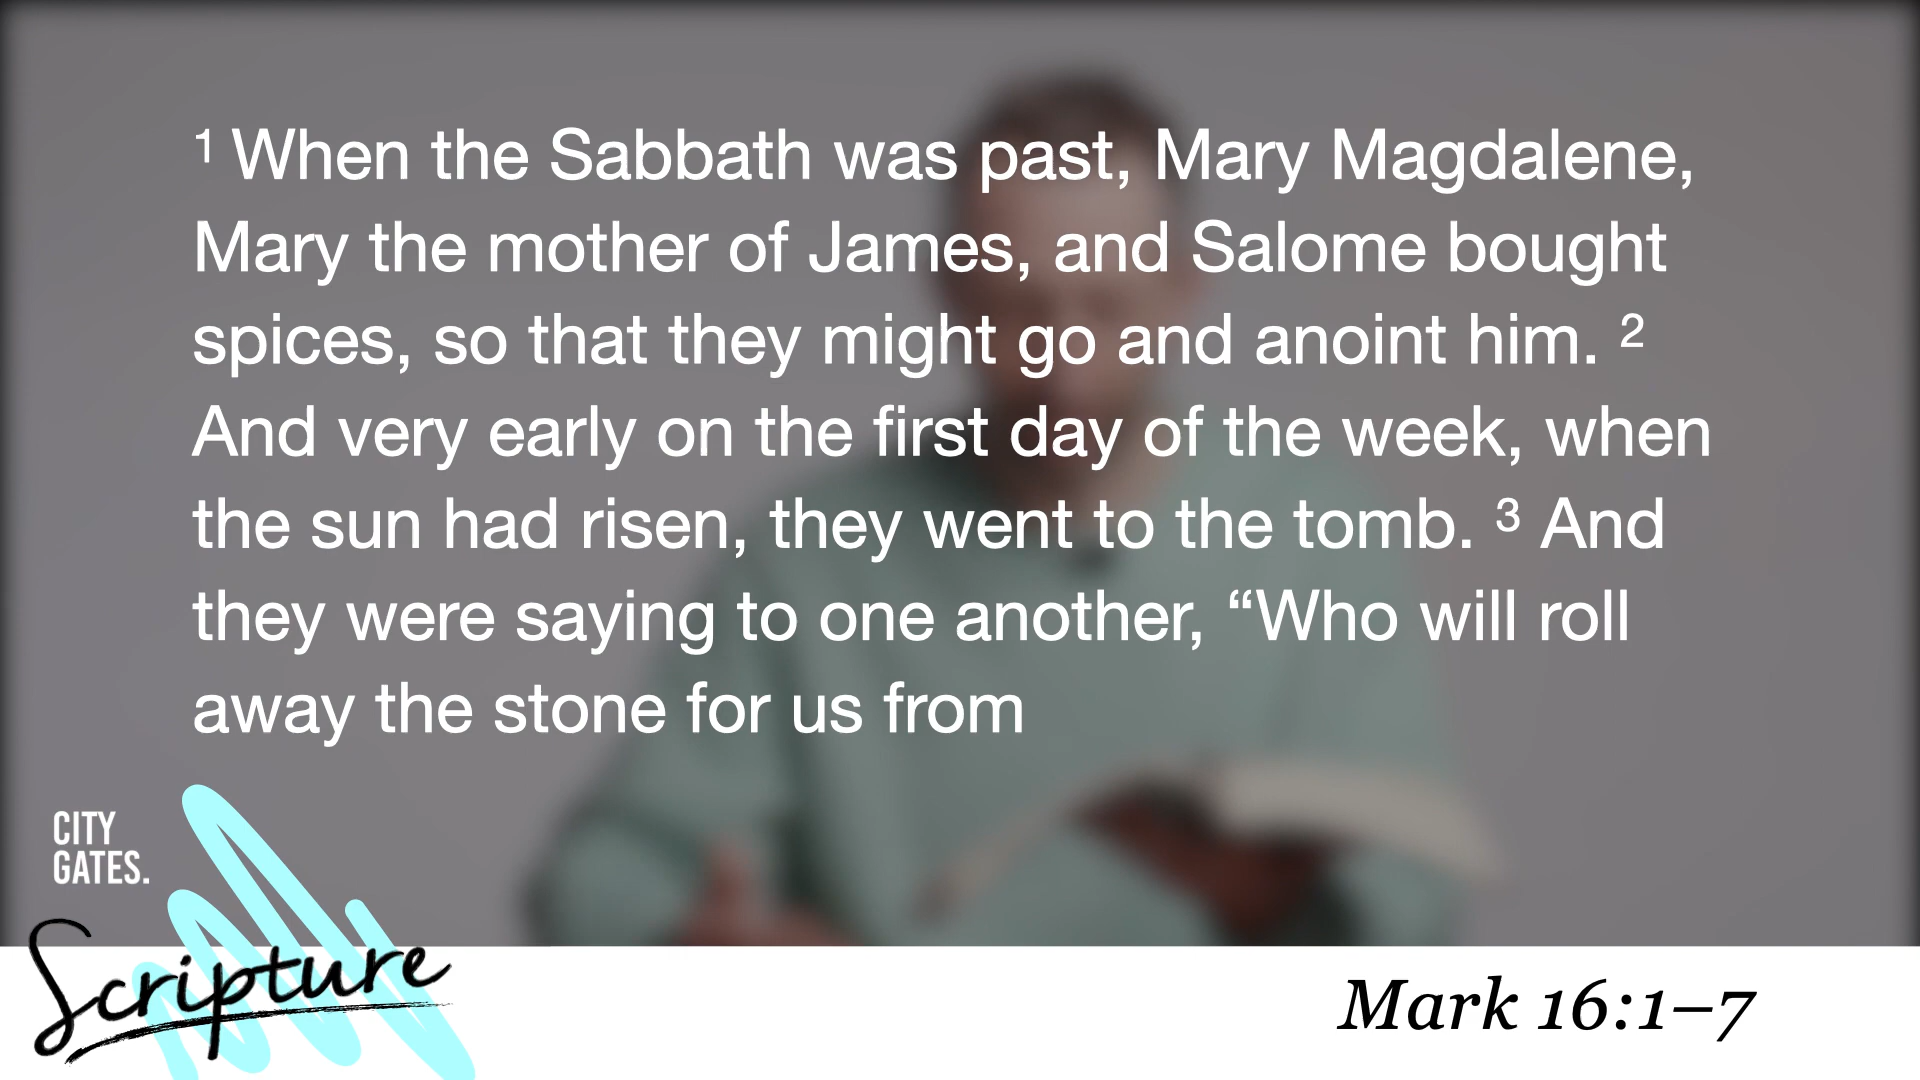 ¹ When the Sabbath was past, Mary Magdalene,
Mary the mother of James, and Salome bought
spices, so that they might go and anoint him. ²
And very early on the first day of the week, when
the sun had risen, they went to the tomb. ³ And
they were saying to one another, “Who will roll
away the stone for us from
CITY
GATES.
Scripture
Mark 16:1–7